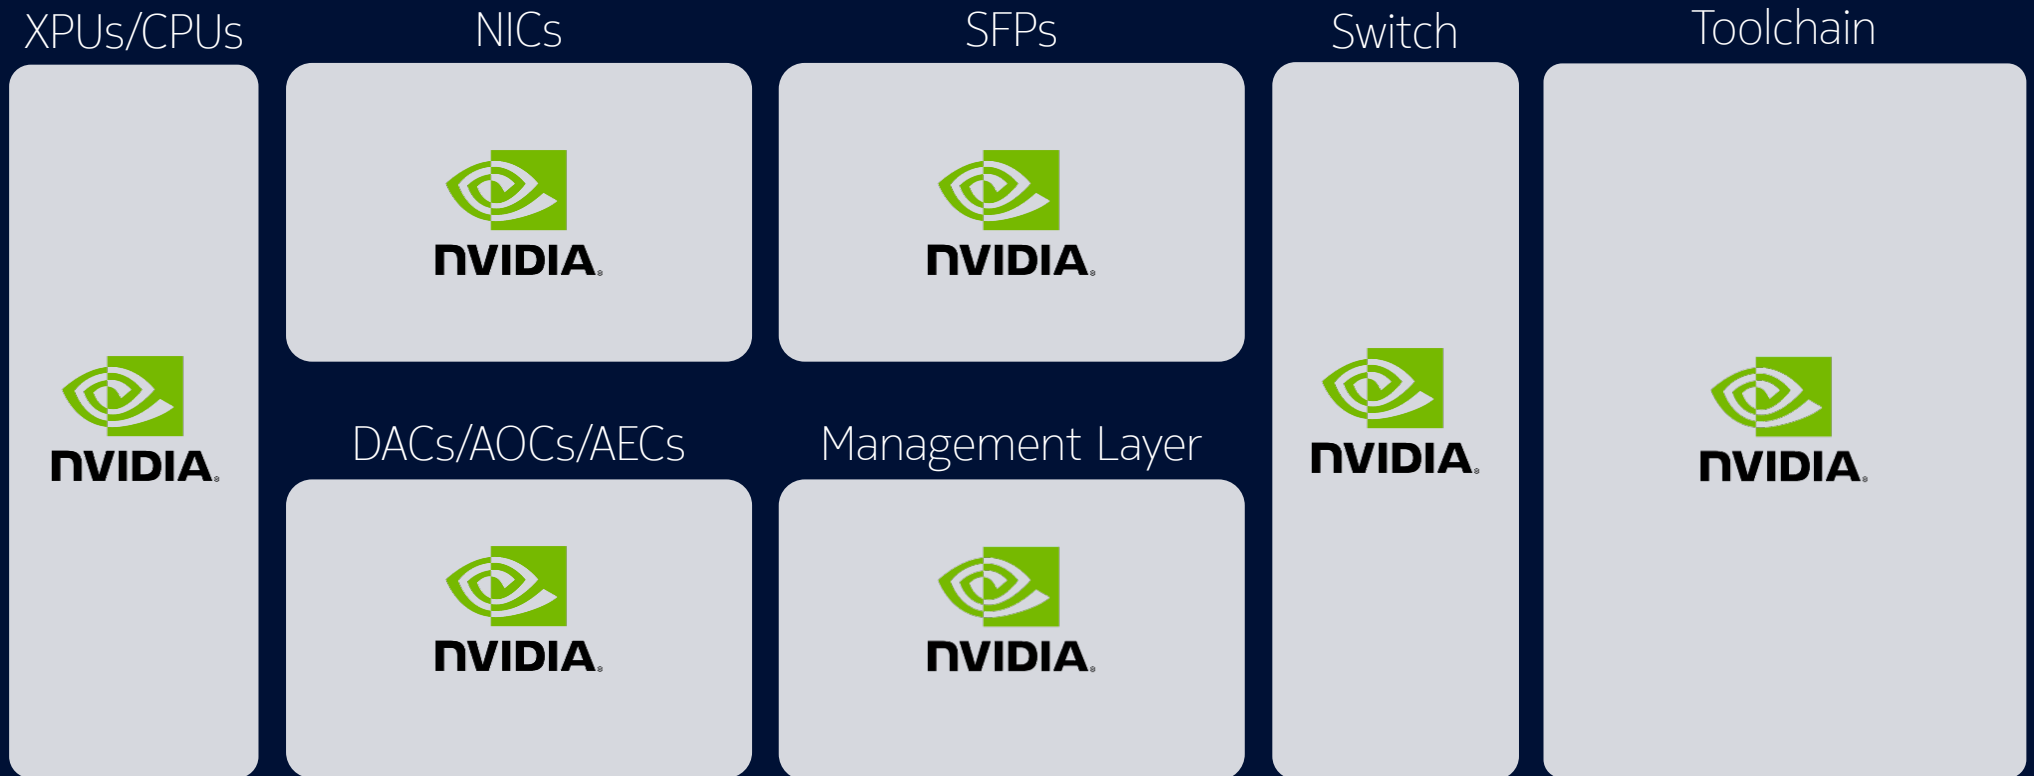 XPUs/CPUs
NICs
SFPs
Switch
Toolchain
NVIDIA®
NVIDIA®
DACs/AOCs/AECs
Management Layer
NVIDIA®
NVIDIA®
NVIDIA®
NVIDIA®
NVIDIA®